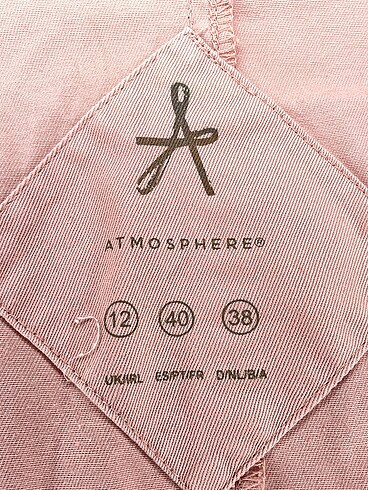 ATMOSPHERE®
12 40 38
UK/IRL ES/PT/FR D/NL/B/A